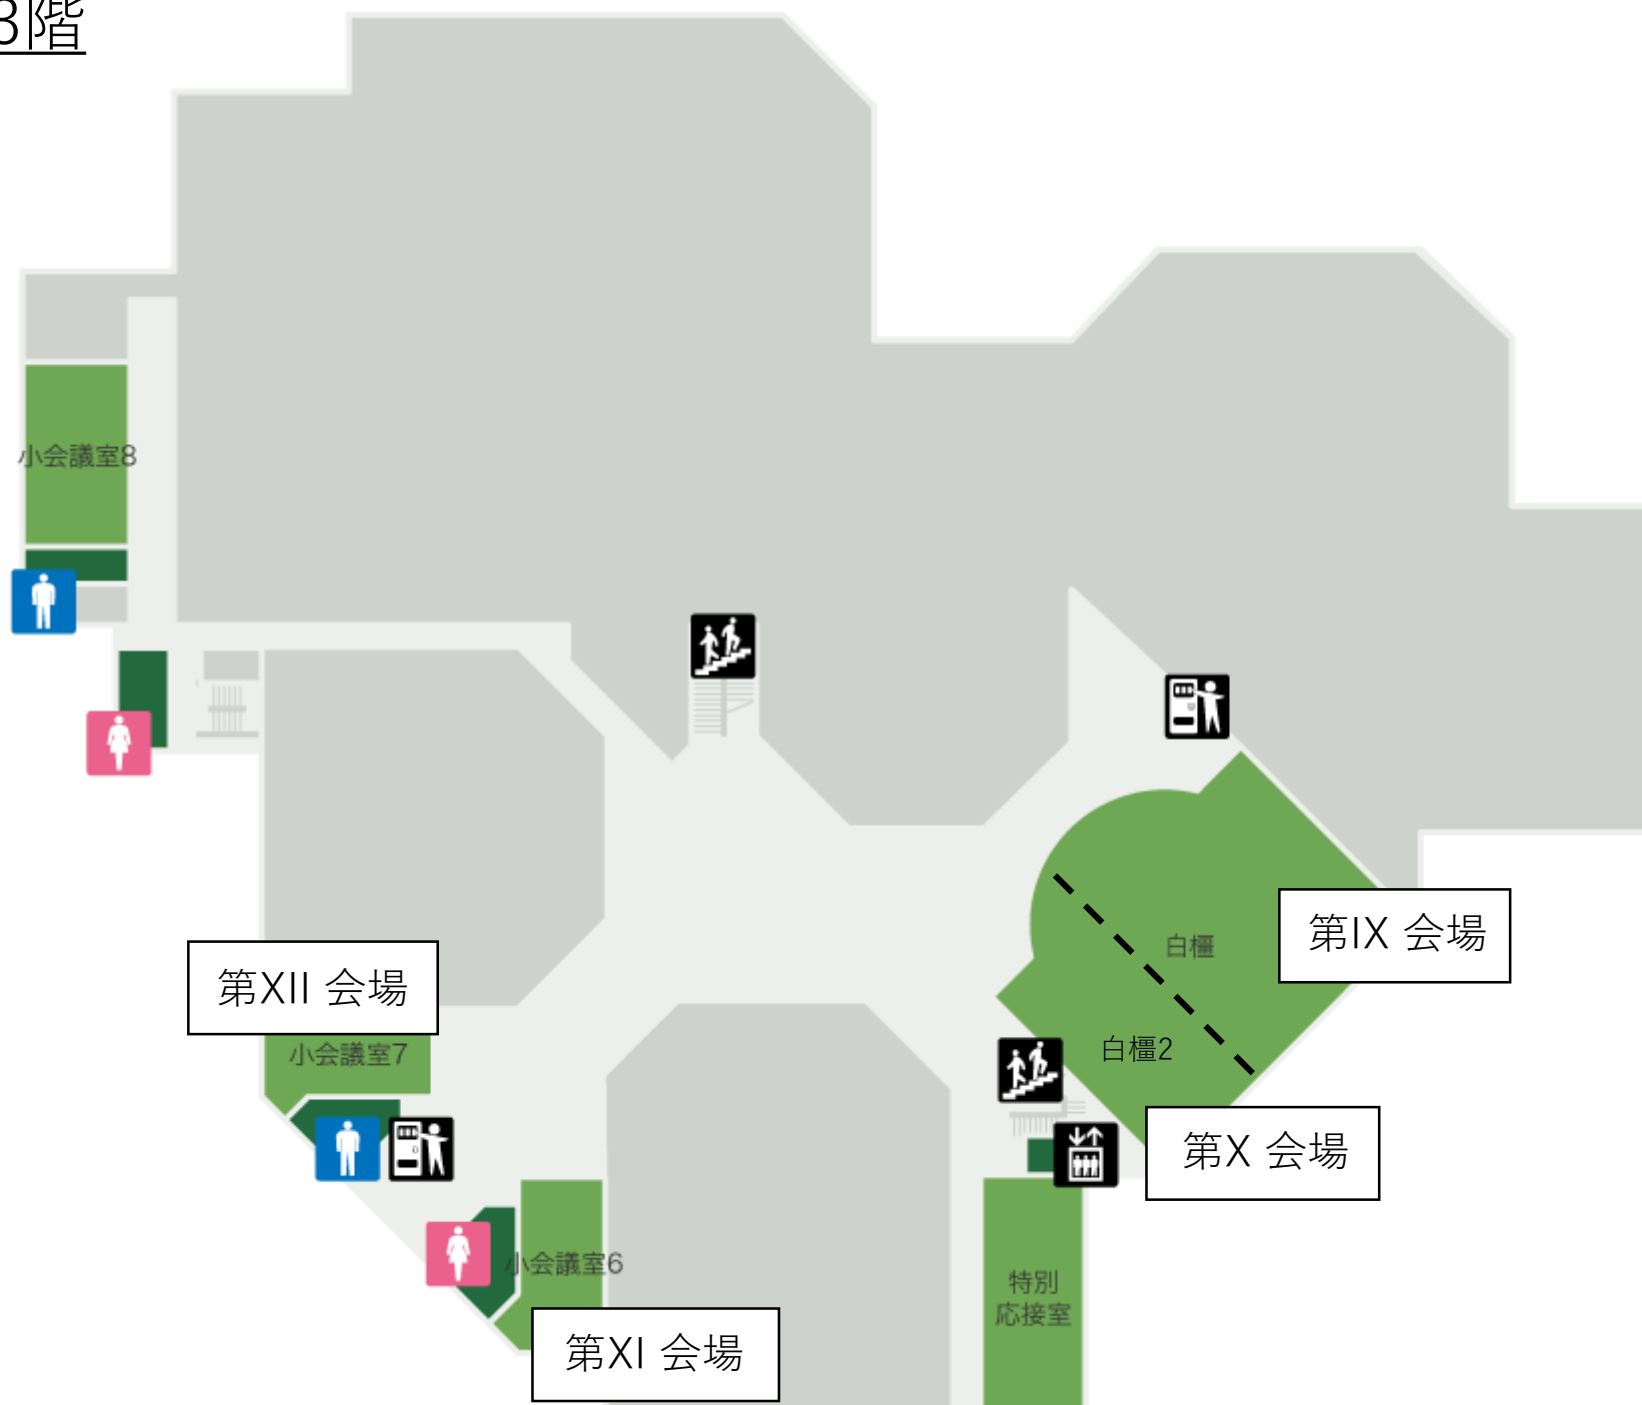 3階
小会議室8
白橿
第IX 会場
第XII 会場
小会議室7
白橿2
第X 会場
小会議室6
特別
応接室
第XI 会場